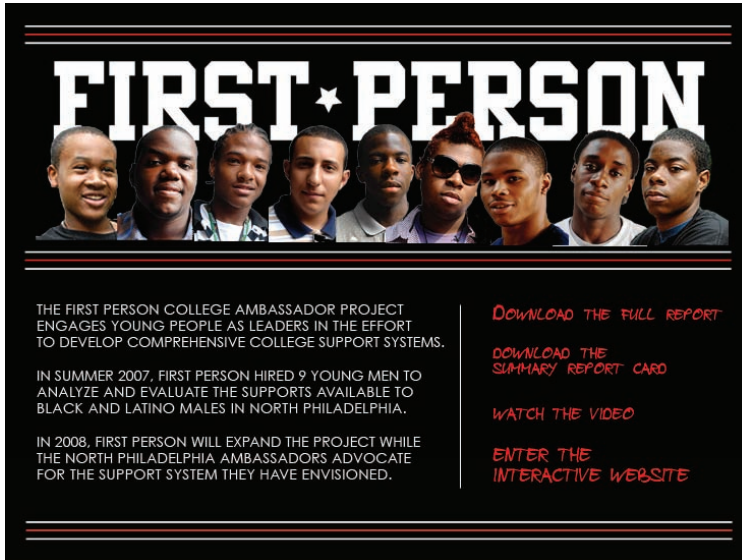 FIRST★PERSON
THE FIRST PERSON COLLEGE AMBASSADOR PROJECT
ENGAGES YOUNG PEOPLE AS LEADERS IN THE EFFORT
TO DEVELOP COMPREHENSIVE COLLEGE SUPPORT SYSTEMS.
IN SUMMER 2007, FIRST PERSON HIRED 9 YOUNG MEN TO
ANALYZE AND EVALUATE THE SUPPORTS AVAILABLE TO
BLACK AND LATINO MALES IN NORTH PHILADELPHIA.
IN 2008, FIRST PERSON WILL EXPAND THE PROJECT WHILE
THE NORTH PHILADELPHIA AMBASSADORS ADVOCATE
FOR THE SUPPORT SYSTEM THEY HAVE ENVISIONED.
DOWNLOAD THE FULL REPORT
DOWNLOAD THE
SUMMARY REPORT CARD
WATCH THE VIDEO
ENTER THE
INTERACTIVE WEBSITE